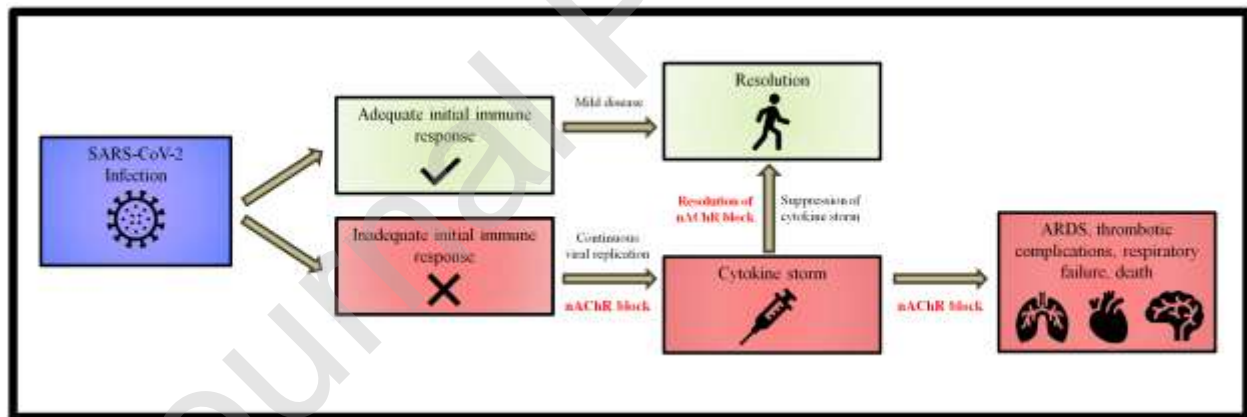 SARS-CoV-2
Infection
Adequate initial immune
response
Mild disease
Resolution
Inadequate initial immune
response
Continuous
viral replication
nAChR block
Resolution of
nAChR block
Suppression of
cytokine storm
Cytokine storm
nAChR block
ARDS, thrombotic
complications, respiratory
failure, death